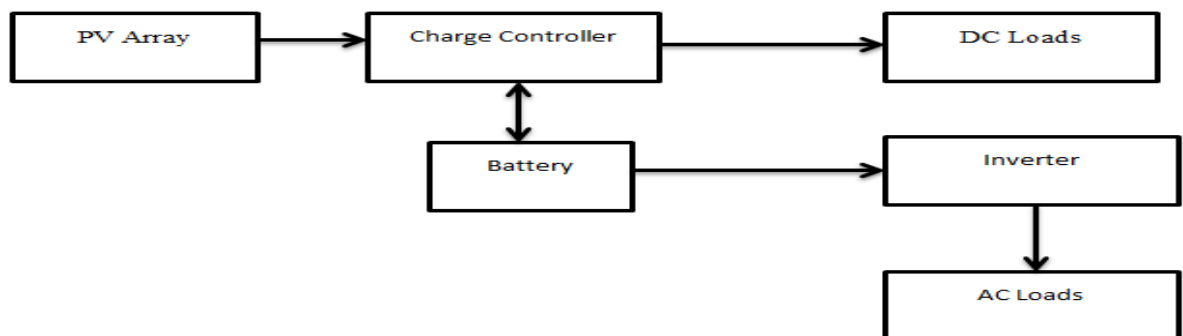 PV Array
Charge Controller
DC Loads
Battery
Inverter
AC Loads